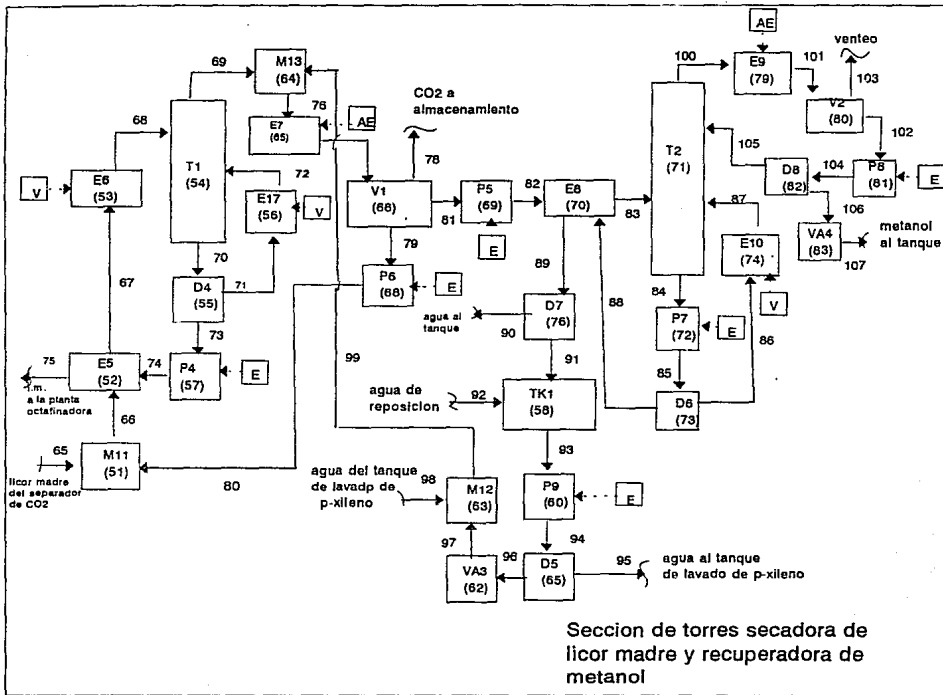 69
M13
(64)
76
E7
(65)
AE
68
T1
(54)
72
E17
(56)
V
V
E6
(53)
70
D4
(55)
71
67
73
75
E5
(52)
74
P4
(57)
E
l.m.
a la planta
octafinadora
66
65
M11
(51)
licor madre
del separador
de CO2
80
CO2 a
almacenamiento
78
V1
(68)
81
P5
(69)
82
E8
(70)
83
E
79
P6
(68)
E
89
D7
(76)
agua al
tanque
90
91
88
99
agua de
reposicion
92
TK1
(58)
93
agua del tanque
de lavadp de
p-xileno
98
M12
(63)
P9
(60)
E
97
94
VA3
(62)
96
D5
(65)
95
agua al tanque
de lavado de p-xileno
AE
100
E9
(79)
101
venteo
103
V2
(80)
102
T2
(71)
105
D8
(82)
104
P8
(81)
E
87
106
VA4
(83)
metanol
al tanque
107
E10
(74)
V
84
P7
(72)
E
86
85
D6
(73)
Seccion de torres secadora de
licor madre y recuperadora de
metanol